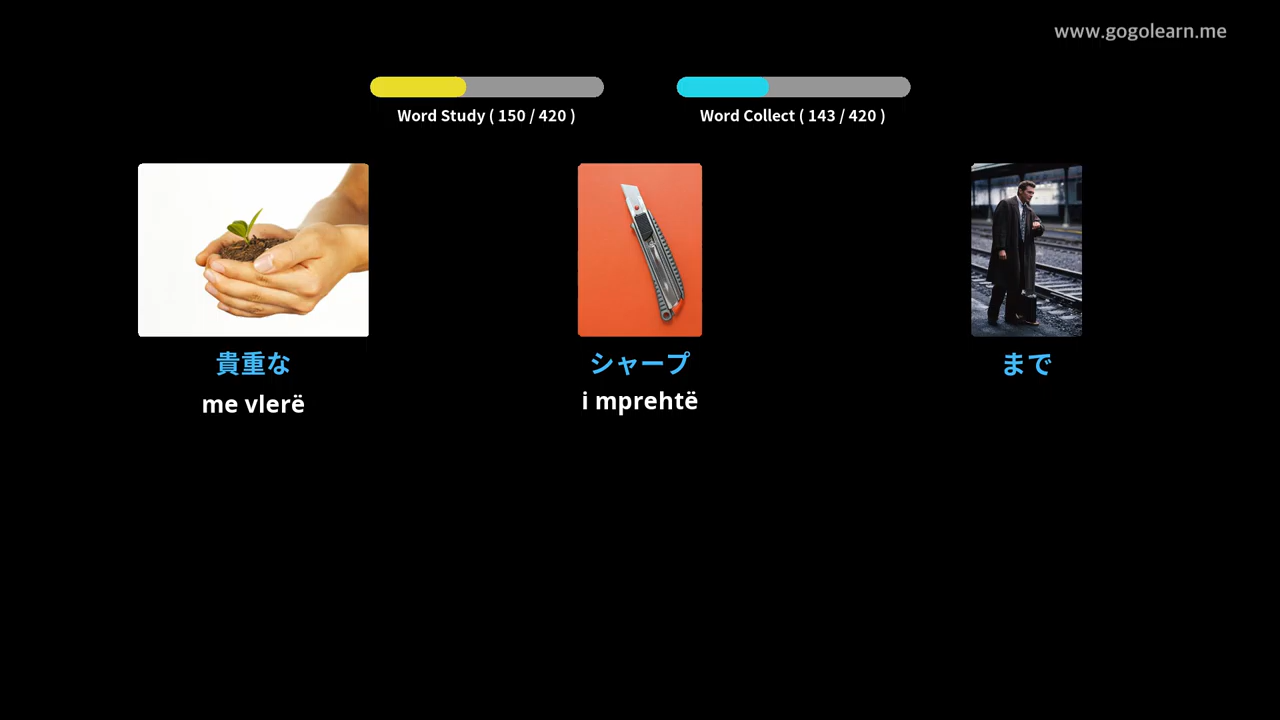 www.gogolearn.me
Word Study ( 150 / 420 )
Word Collect ( 143 / 420 )
貴重な
me vlerë
シャープ
i mprehtë
まで